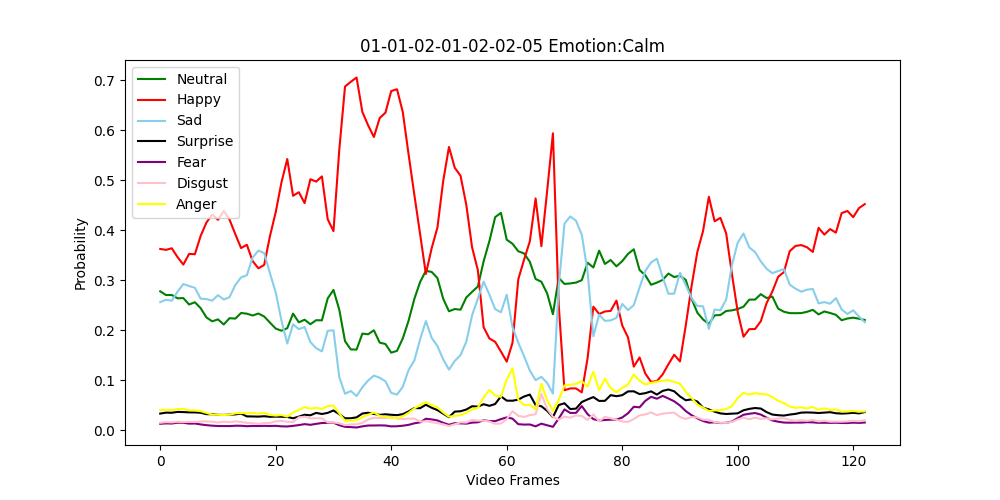 01-01-02-01-02-02-05 Emotion:Calm
Neutral
Happy
Sad
Surprise
Fear
Disgust
Anger
Probability
0.7
0.6
0.5
0.4
0.3
0.2
0.1
0.0
0 20 40 60 80 100 120
Video Frames